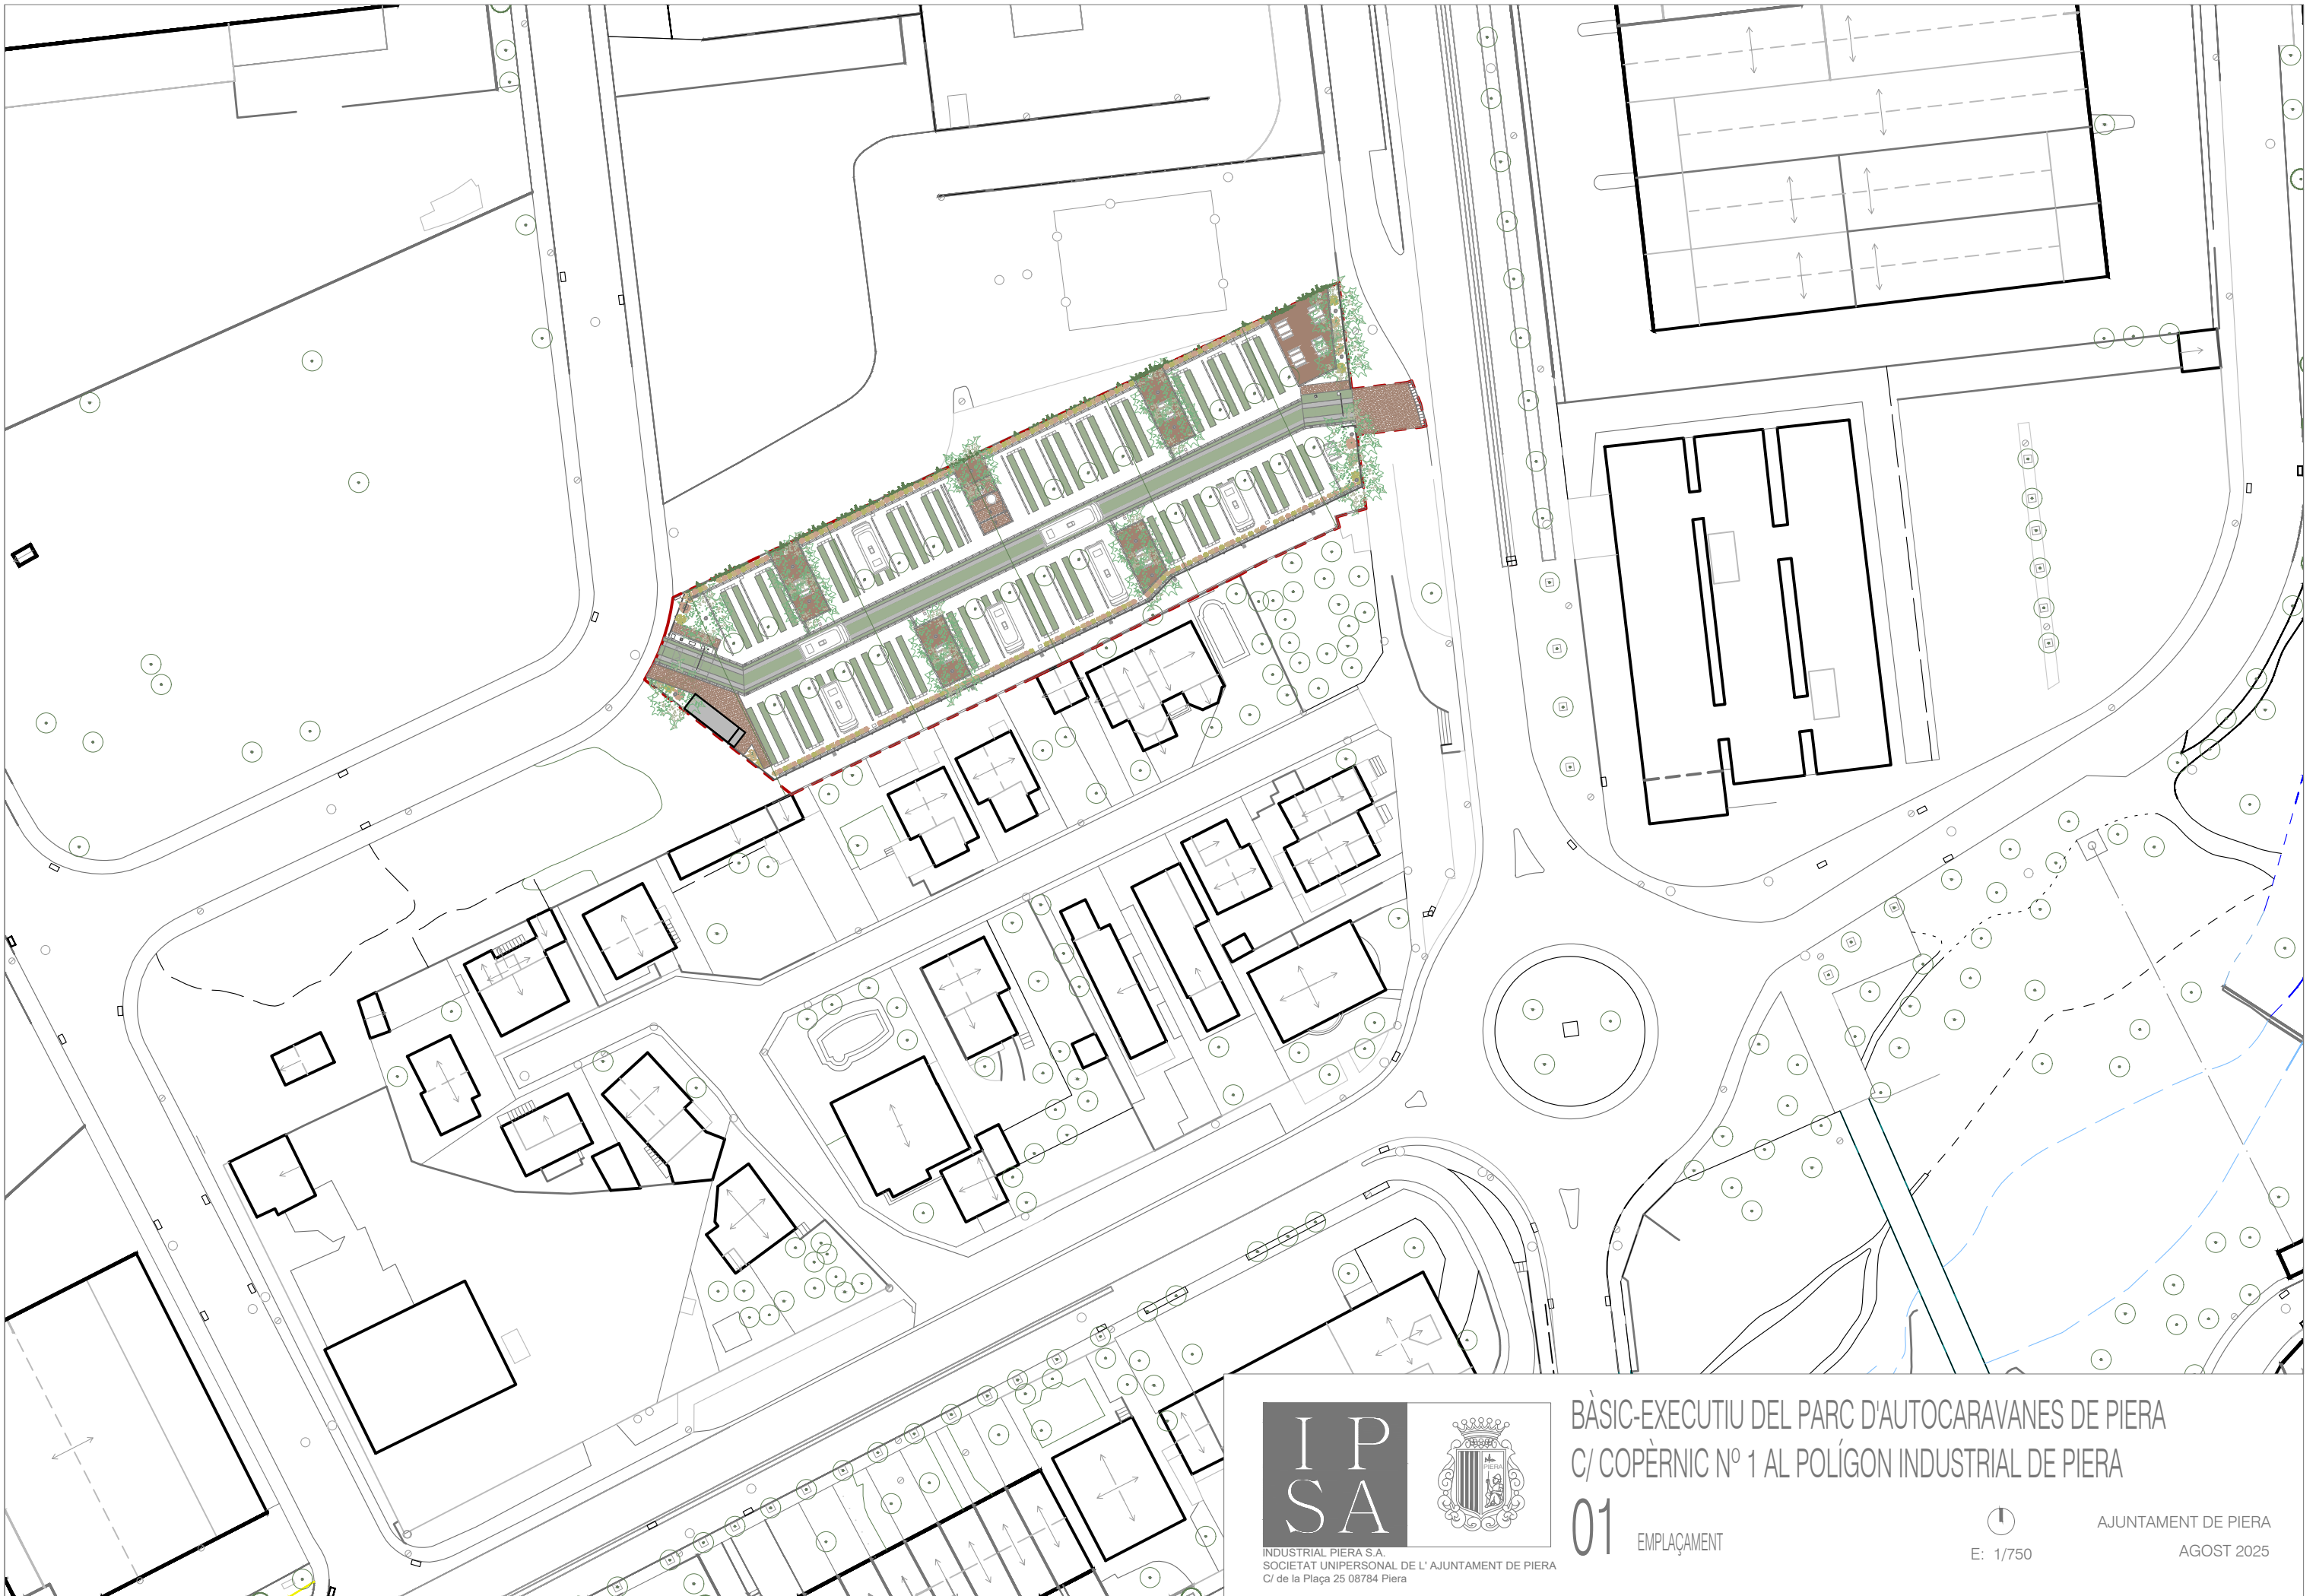 IP
SA
PIERA
INDUSTRIAL PIERA S.A.
SOCIETAT UNIPERSONAL DE L' AJUNTAMENT DE PIERA
C/ de la Plaça 25 08784 Piera
BÀSIC-EXECUTIU DEL PARC D'AUTOCARAVANES DE PIERA
C/ COPÈRNIC Nº 1 AL POLÍGON INDUSTRIAL DE PIERA
01 EMPLAÇAMENT
E: 1/750
AJUNTAMENT DE PIERA
AGOST 2025